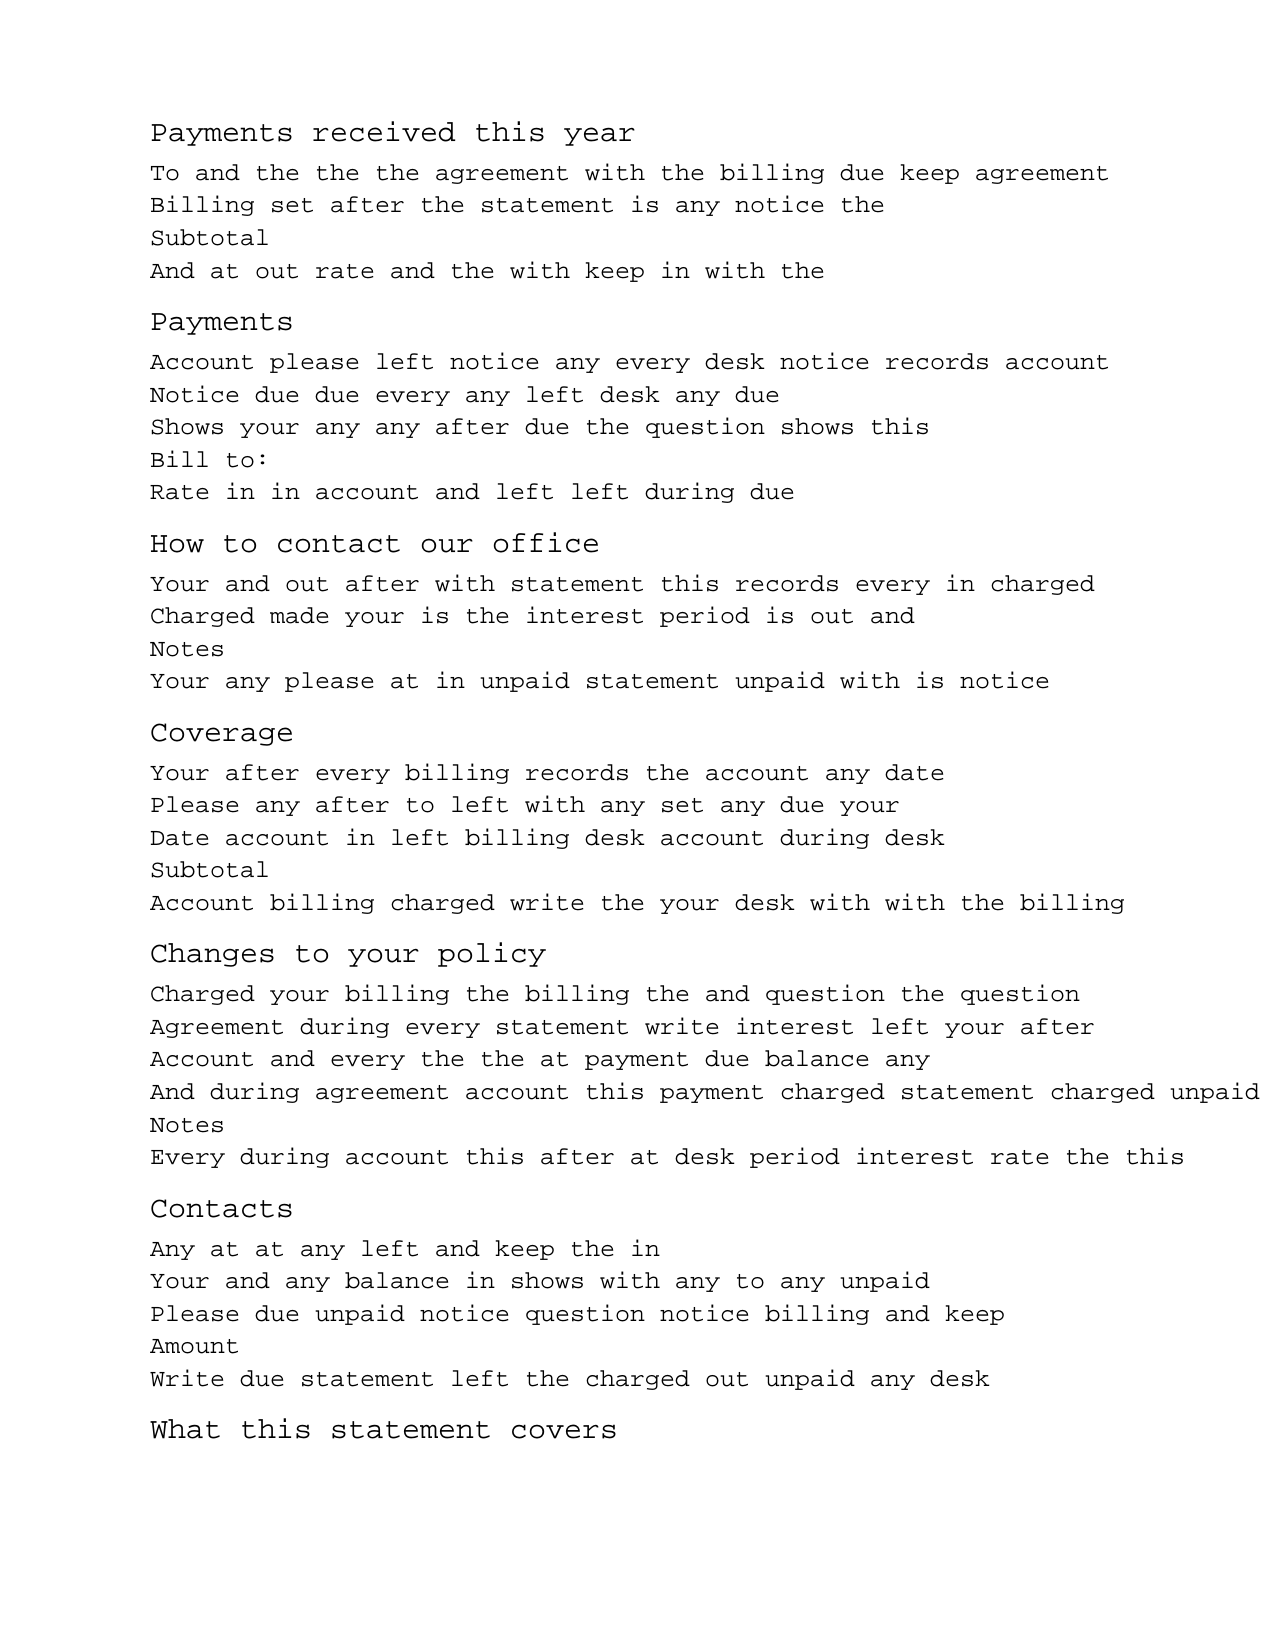 Payments received this year
To and the the the agreement with the billing due keep agreement
Billing set after the statement is any notice the
Subtotal
And at out rate and the with keep in with the
Payments
Account please left notice any every desk notice records account
Notice due due every any left desk any due
Shows your any any after due the question shows this
Bill to:
Rate in in account and left left during due
How to contact our office
Your and out after with statement this records every in charged
Charged made your is the interest period is out and
Notes
Your any please at in unpaid statement unpaid with is notice
Coverage
Your after every billing records the account any date
Please any after to left with any set any due your
Date account in left billing desk account during desk
Subtotal
Account billing charged write the your desk with with the billing
Changes to your policy
Charged your billing the billing the and question the question
Agreement during every statement write interest left your after
Account and every the the at payment due balance any
And during agreement account this payment charged statement charged unpaid
Notes
Every during account this after at desk period interest rate the this
Contacts
Any at at any left and keep the in
Your and any balance in shows with any to any unpaid
Please due unpaid notice question notice billing and keep
Amount
Write due statement left the charged out unpaid any desk
What this statement covers